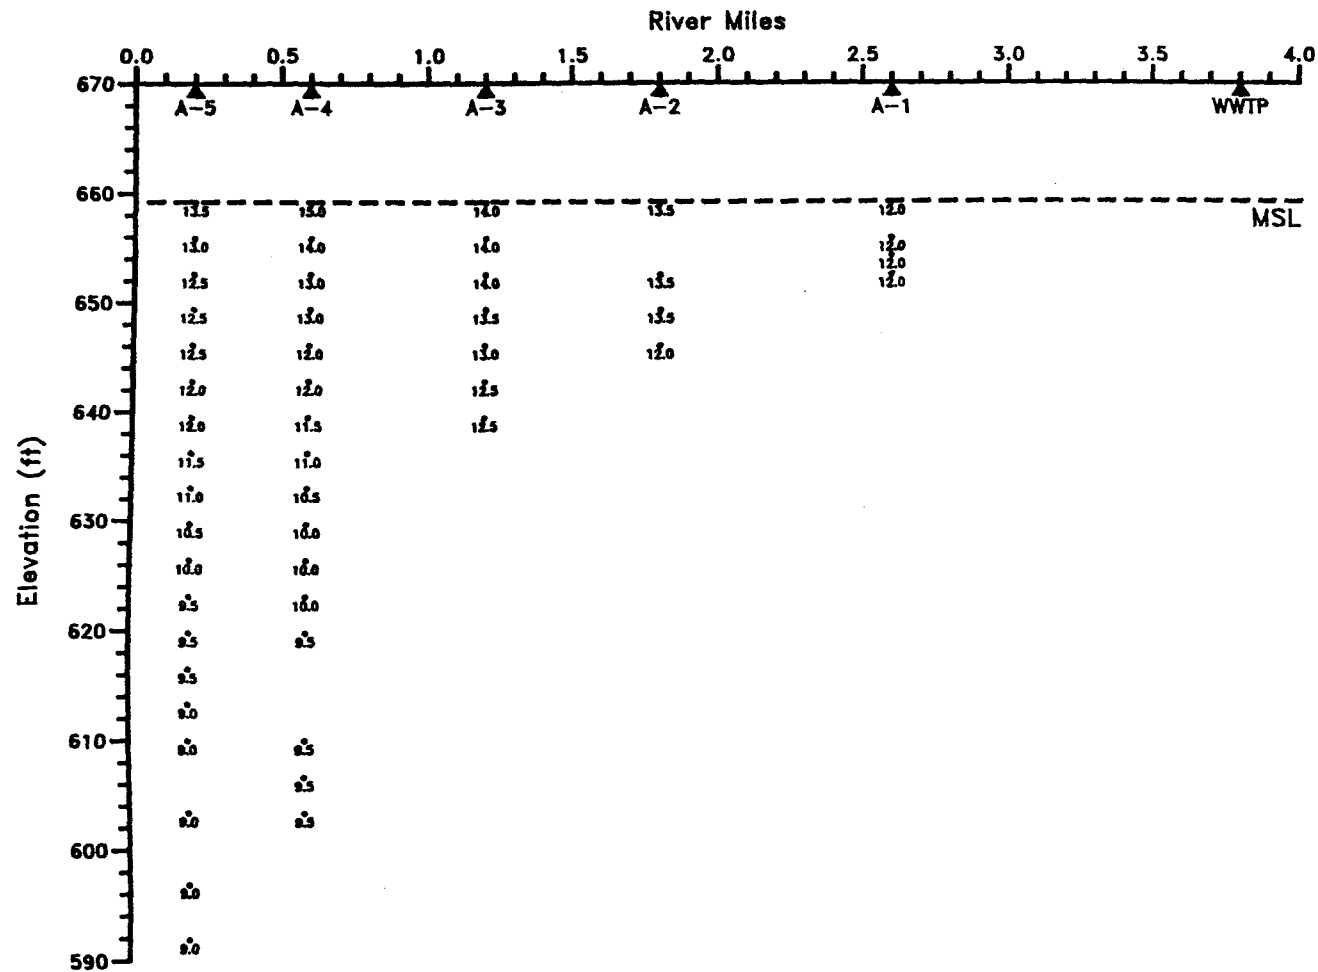 River Miles
0.0 0.5 1.0 1.5 2.0 2.5 3.0 3.5 4.0
670
A-5 A-4 A-3 A-2 A-1 WWTP
660
13.5 15.0 14.0 13.5 12.0
MSL
13.0 14.0 14.0 12.0
12.0
12.5 13.0 14.0 13.5 12.0
650
12.5 13.0 13.5 13.5
12.5 12.0 13.0 12.0
12.0 12.0 12.5
640
12.0 11.5 12.5
11.5 11.0
11.0 10.5
630
10.5 10.0
10.0 10.0
9.5 10.0
620
9.5 9.5
9.5
9.0
610
9.0 9.5
9.5
9.0 9.5
600
9.0
9.0
590
Elevation (ft)